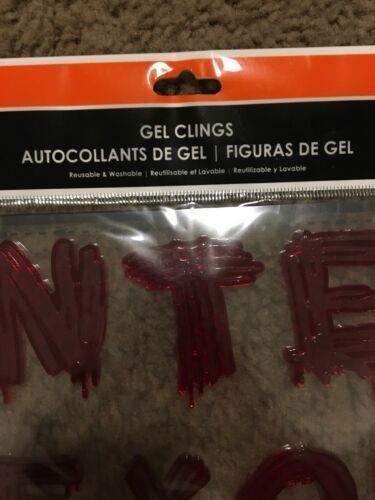 GEL CLINGS
AUTOCOLLANTS DE GEL | FIGURAS DE GEL
Reusable & Washable | Reutilisable et Lavable | Reutilizable y Lavable
NTE